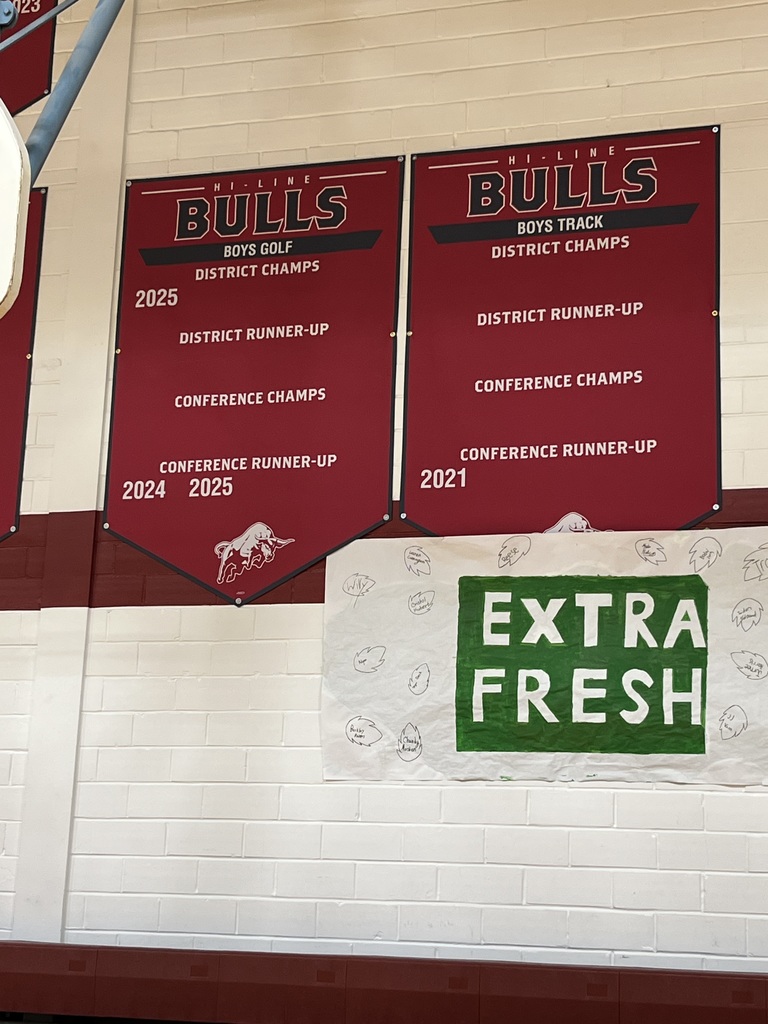 023
HI-LINE
BULLS
BOYS GOLF
DISTRICT CHAMPS
2025
DISTRICT RUNNER-UP
CONFERENCE CHAMPS
CONFERENCE RUNNER-UP
2024 2025
HI-LINE
BULLS
BOYS TRACK
DISTRICT CHAMPS
DISTRICT RUNNER-UP
CONFERENCE CHAMPS
CONFERENCE RUNNER-UP
2021
EXTRA
FRESH